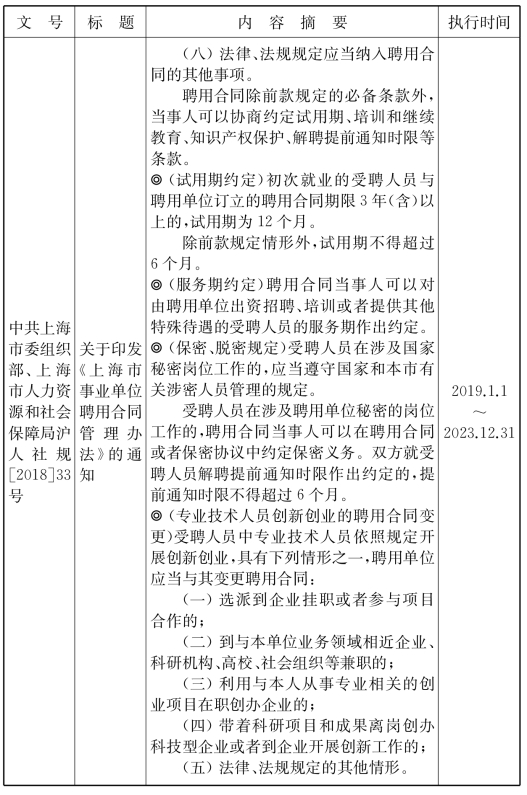 文 号 标 题 内 容 摘 要 执行时间
中共上海
市委组织
部、上海
市人力资
源和社会
保障局沪
人社规
[2018]33
号
关于印发
《上海市
事业单位
聘用合同
管理办
法》的通
知
(八)法律、法规规定应当纳入聘用合
同的其他事项。
聘用合同除前款规定的必备条款外,
当事人可以协商约定试用期、培训和继续
教育、知识产权保护、解聘提前通知时限等
条款。
◎(试用期约定)初次就业的受聘人员与
聘用单位订立的聘用合同期限3年(含)以
上的,试用期为12个月。
除前款规定情形外,试用期不得超过
6个月。
◎(服务期约定)聘用合同当事人可以对
由聘用单位出资招聘、培训或者提供其他
特殊待遇的受聘人员的服务期作出约定。
◎(保密、脱密规定)受聘人员在涉及国家
秘密岗位工作的,应当遵守国家和本市有
关涉密人员管理的规定。
受聘人员在涉及聘用单位秘密的岗位
工作的,聘用合同当事人可以在聘用合同
或者保密协议中约定保密义务。双方就受
聘人员解聘提前通知时限作出约定的,提
前通知时限不得超过6个月。
◎(专业技术人员创新创业的聘用合同变
更)受聘人员中专业技术人员依照规定开
展创新创业,具有下列情形之一,聘用单位
应当与其变更聘用合同:
(一)选派到企业挂职或者参与项目
合作的;
(二)到与本单位业务领域相近企业、
科研机构、高校、社会组织等兼职的;
(三)利用与本人从事专业相关的创
业项目在职创办企业的;
(四)带着科研项目和成果离岗创办
科技型企业或者到企业开展创新工作的;
(五)法律、法规规定的其他情形。
2019.1.1
~
2023.12.31